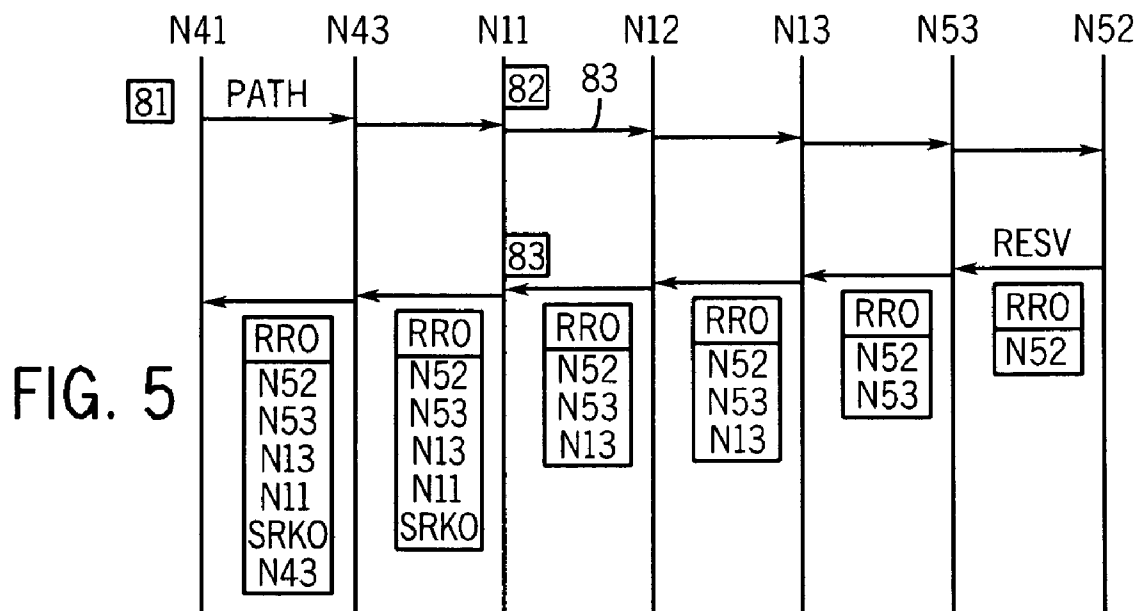 N41 N43 N11 N12 N13 N53 N52
81 PATH 82 83
RESV
83
RRO
N52
N53
N13
N11
SRKO
N43
RRO
N52
N53
N13
N11
SRKO
RRO
N52
N53
N13
RRO
N52
N53
N13
RRO
N52
N53
RRO
N52
FIG. 5